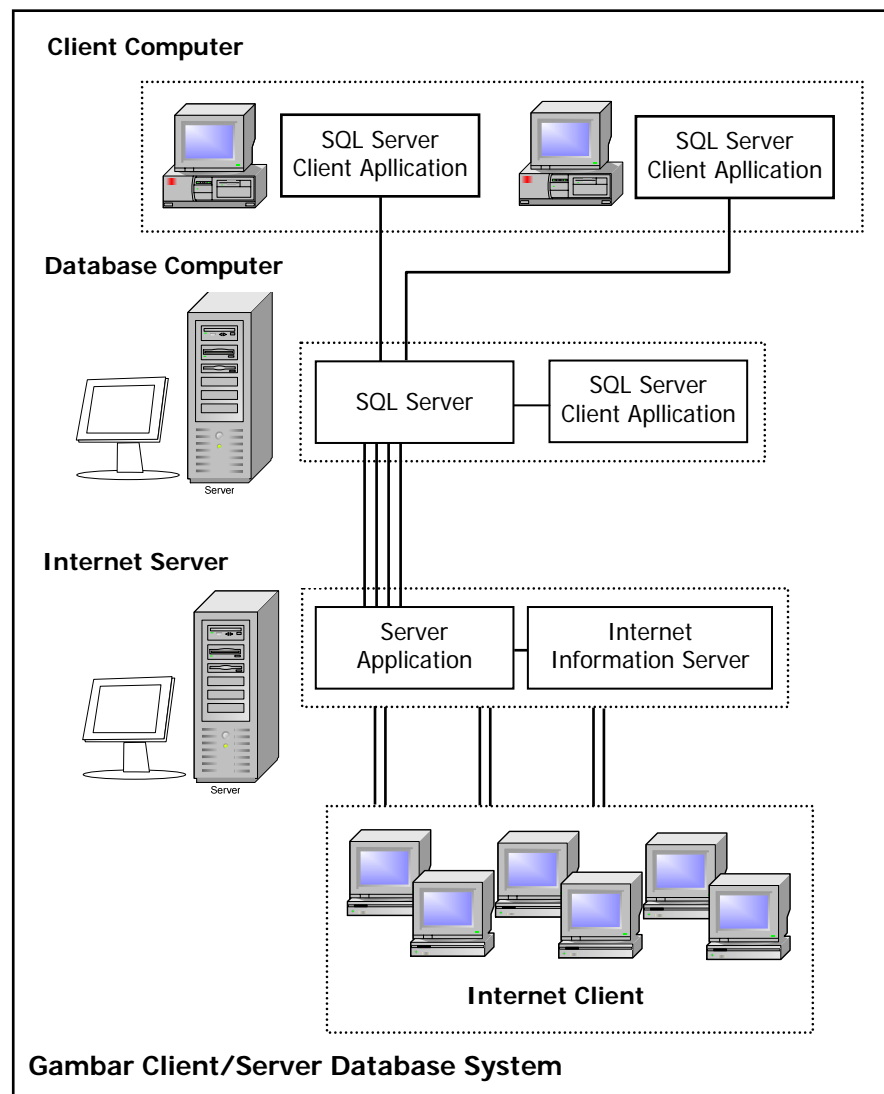 Client Computer
SQL Server
Client Apllication
SQL Server
Client Apllication
Database Computer
Server
SQL Server
SQL Server
Client Apllication
Internet Server
Server
Server
Application
Internet
Information Server
Internet Client
Gambar Client/Server Database System